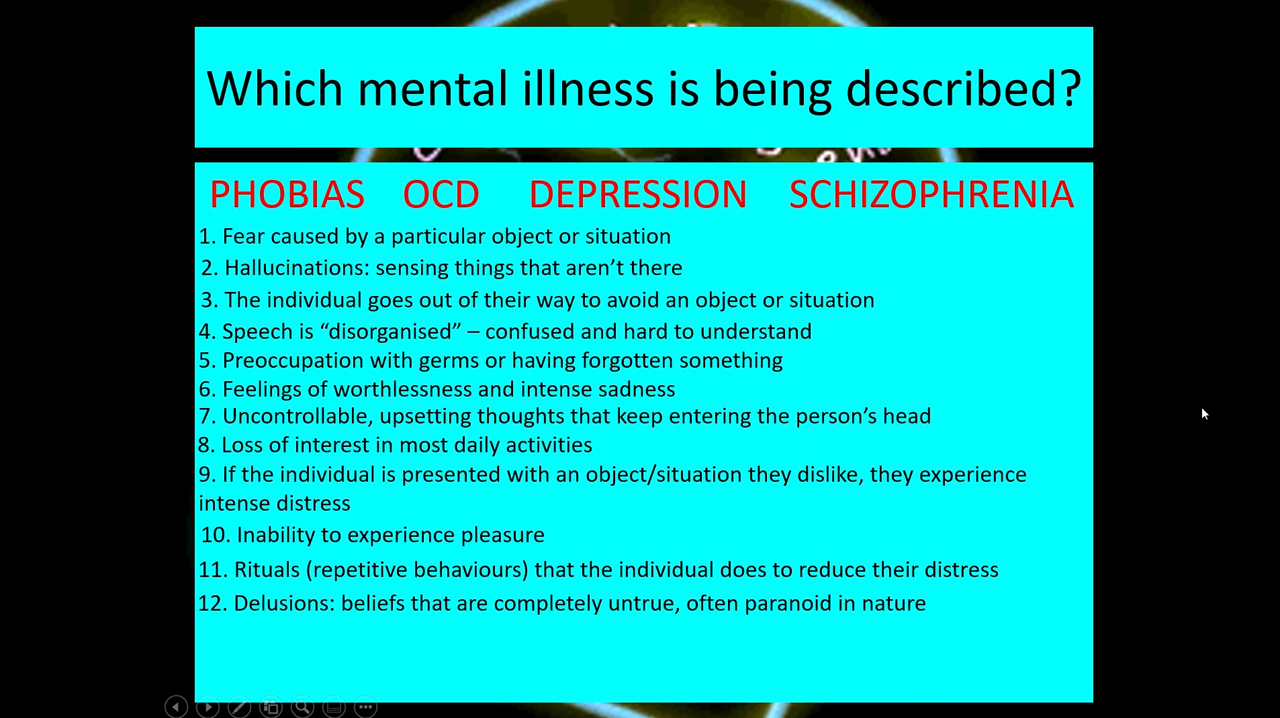 Which mental illness is being described?
PHOBIAS OCD DEPRESSION SCHIZOPHRENIA
1. Fear caused by a particular object or situation
2. Hallucinations: sensing things that aren’t there
3. The individual goes out of their way to avoid an object or situation
4. Speech is “disorganised” – confused and hard to understand
5. Preoccupation with germs or having forgotten something
6. Feelings of worthlessness and intense sadness
7. Uncontrollable, upsetting thoughts that keep entering the person’s head
8. Loss of interest in most daily activities
9. If the individual is presented with an object/situation they dislike, they experience
intense distress
10. Inability to experience pleasure
11. Rituals (repetitive behaviours) that the individual does to reduce their distress
12. Delusions: beliefs that are completely untrue, often paranoid in nature